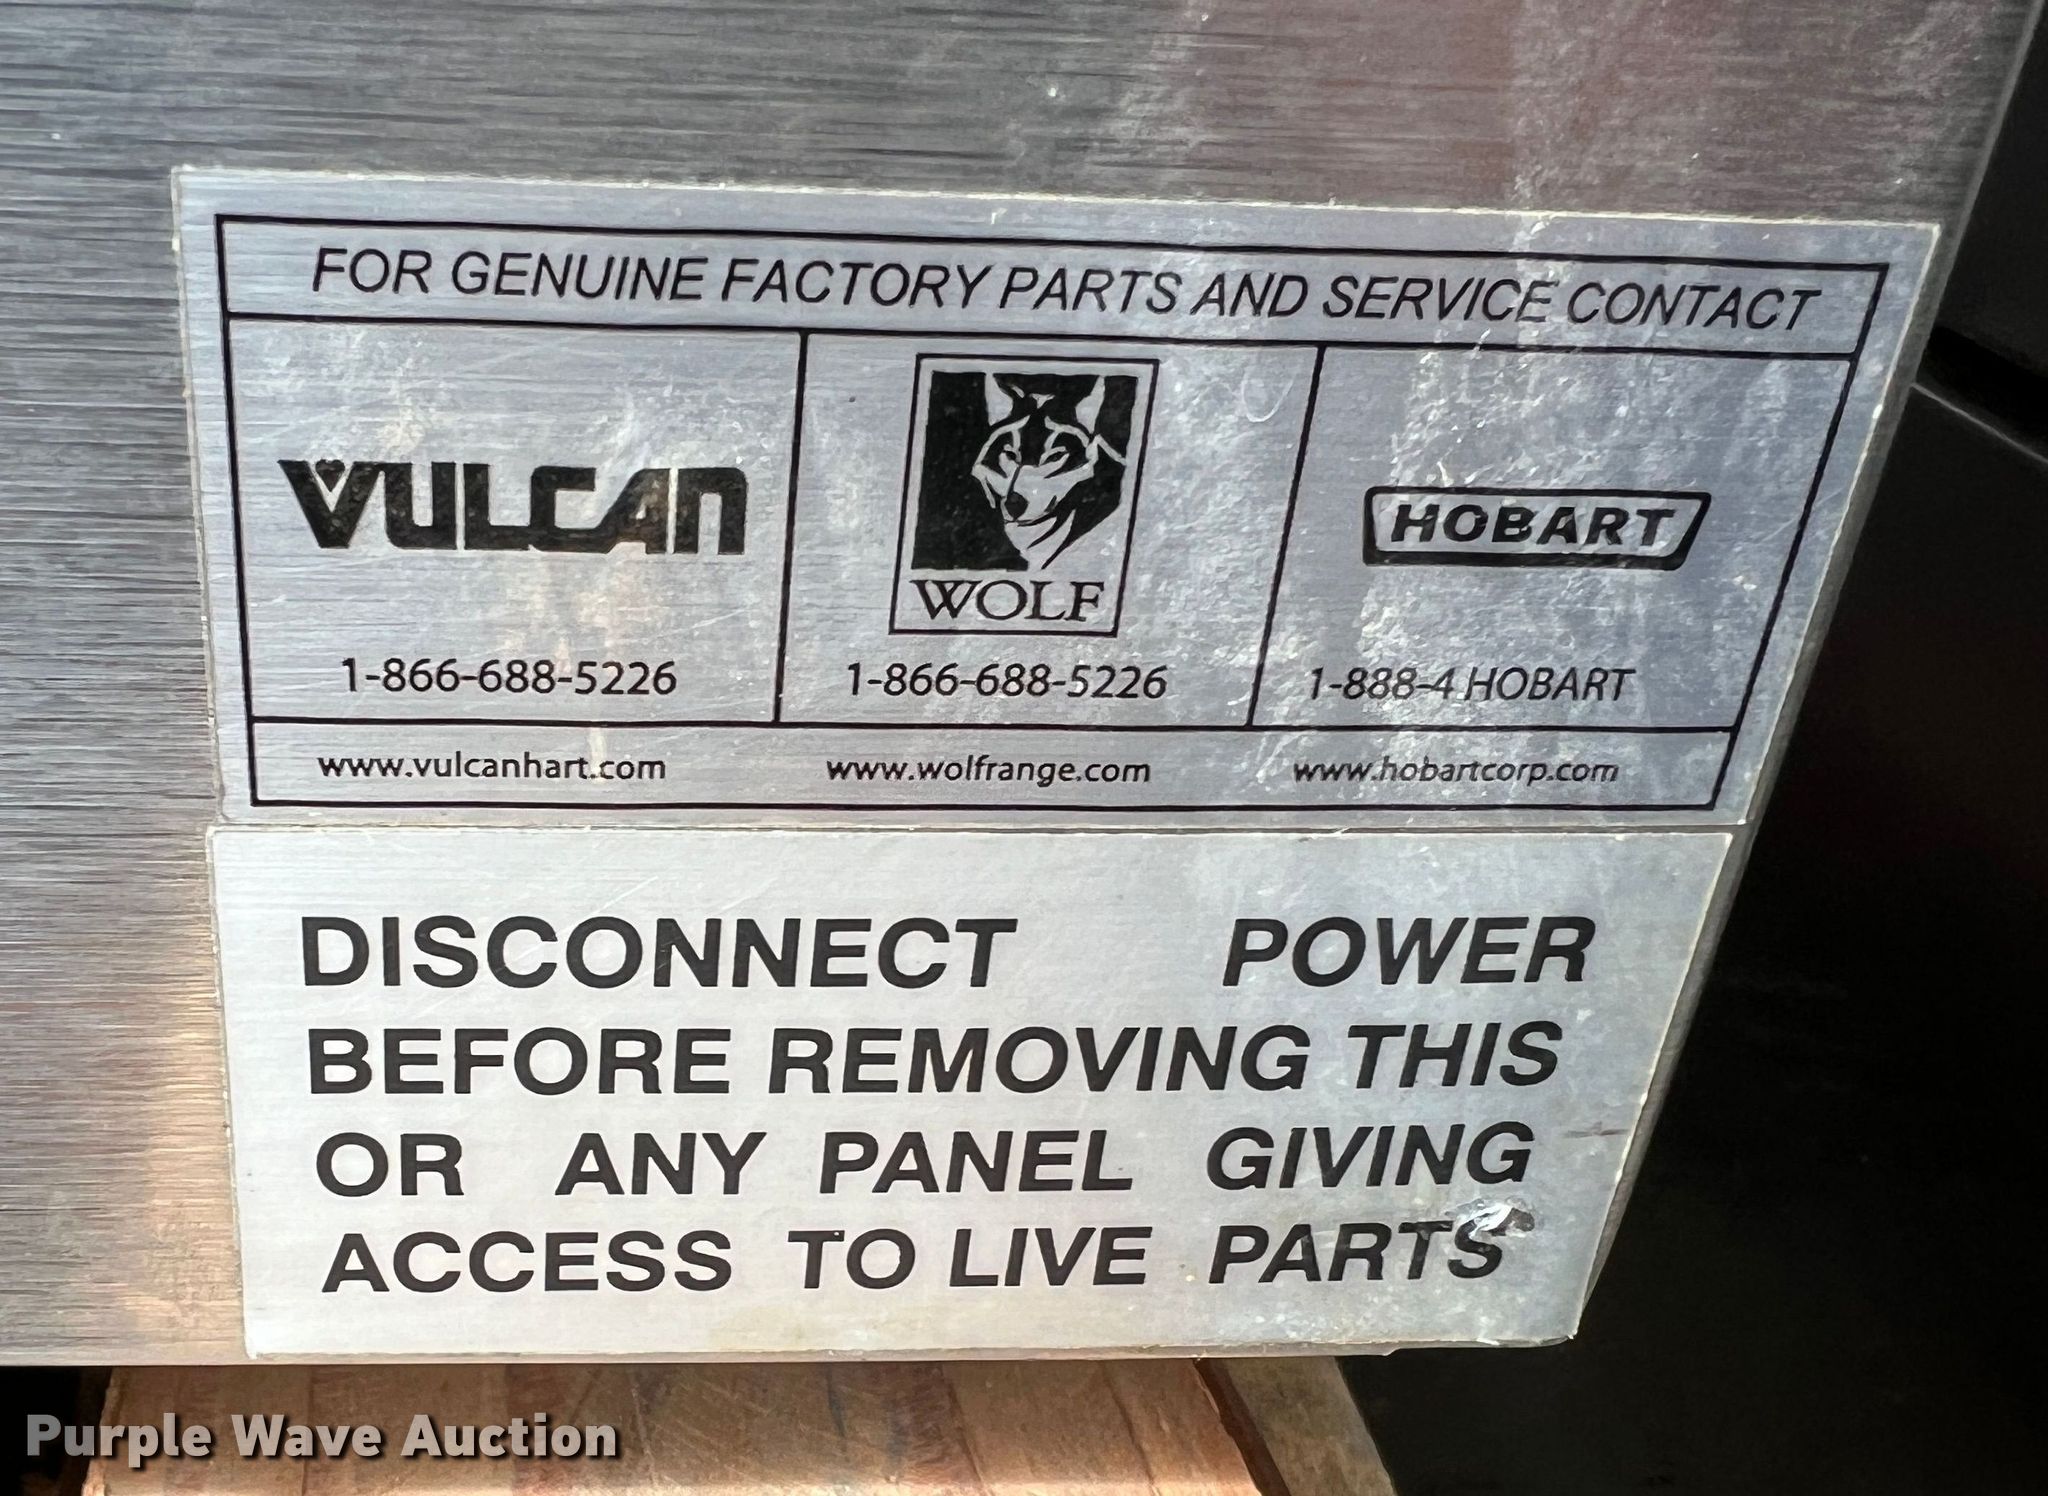 FOR GENUINE FACTORY PARTS AND SERVICE CONTACT
VULCAN
WOLF
HOBART
1-866-688-5226
1-866-688-5226
1-888-4 HOBART
www.vulcanhart.com
www.wolfrange.com
www.hobartcorp.com
DISCONNECT POWER
BEFORE REMOVING THIS
OR ANY PANEL GIVING
ACCESS TO LIVE PARTS
Purple Wave Auction